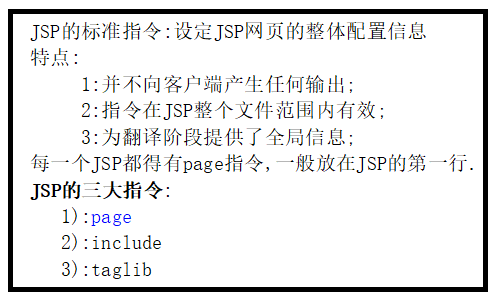 JSP的标准指令:设定JSP网页的整体配置信息
特点:
1:并不向客户端产生任何输出;
2:指令在JSP整个文件范围内有效;
3:为翻译阶段提供了全局信息;
每一个JSP都得有page指令,一般放在JSP的第一行.
JSP的三大指令:
1):page
2):include
3):taglib